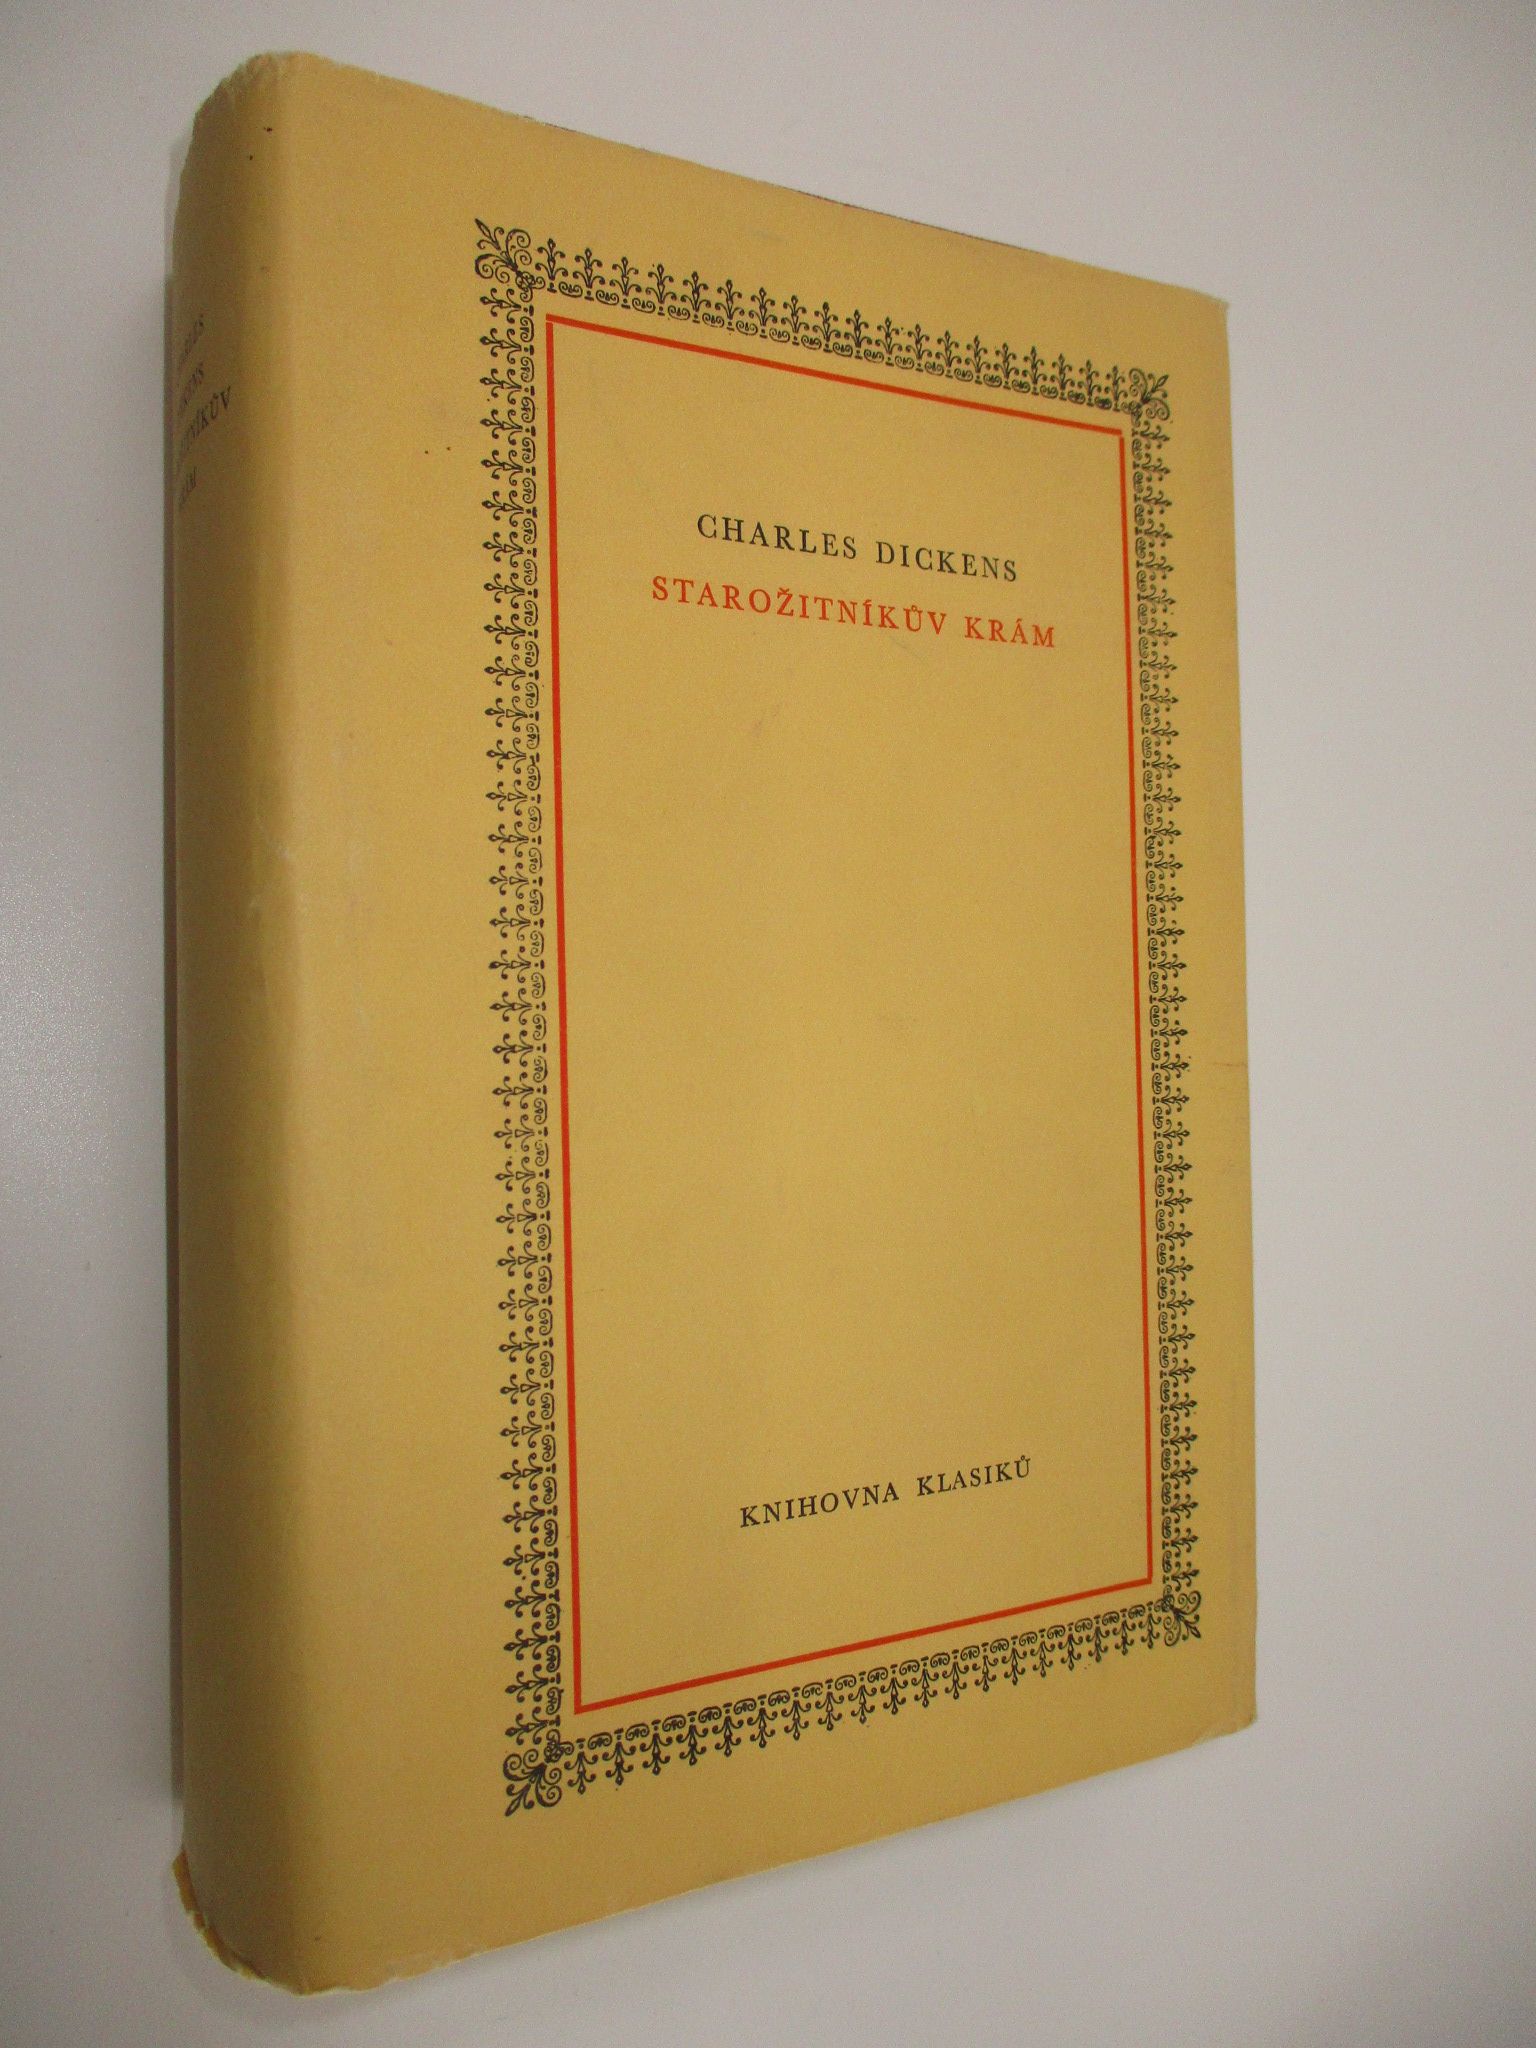 CHARLES DICKENS
STAROŽITNÍKŮV KRÁM
KNIHOVNA KLASIKŮ